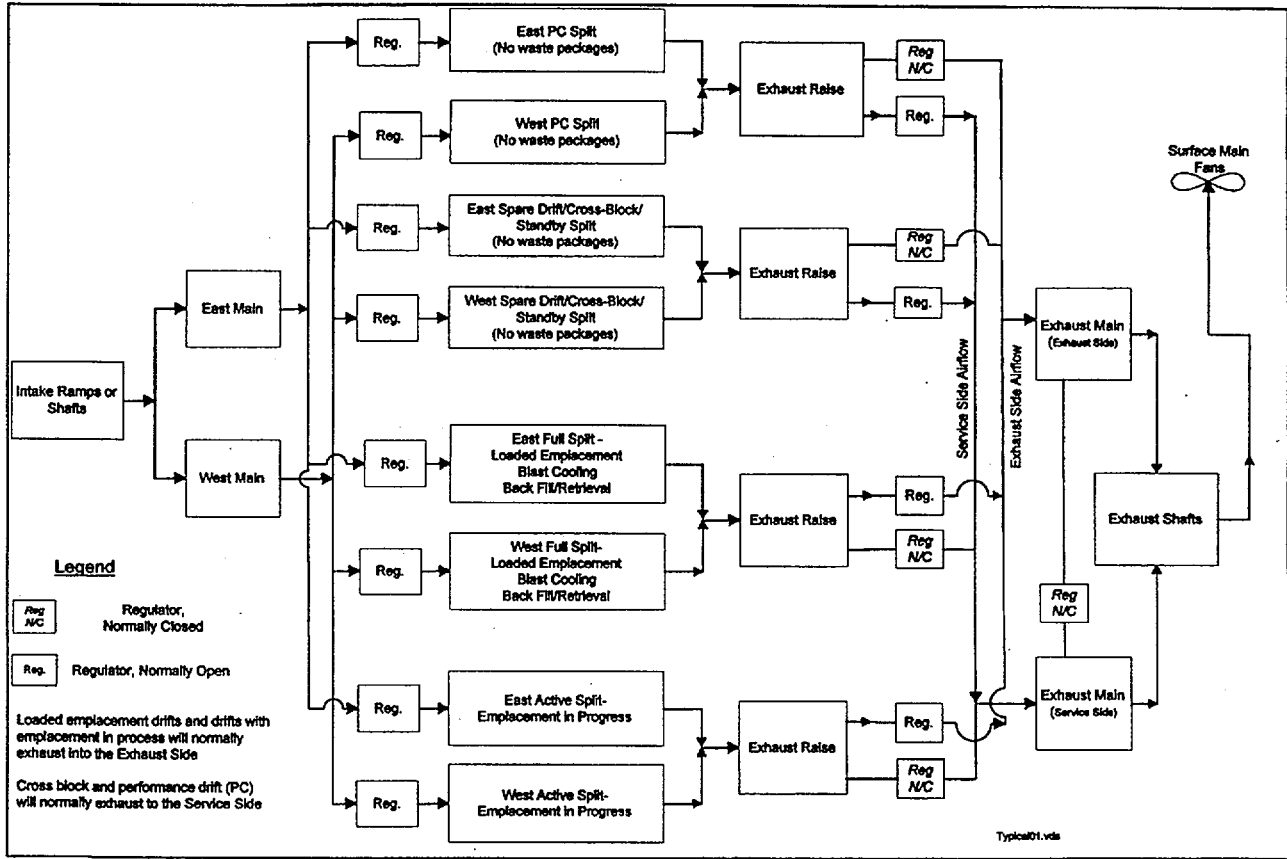 Reg.
East PC Split
(No waste packages)
Exhaust Raise
Reg
N/C
Reg.
Reg.
West PC Split
(No waste packages)
Surface Main
Fans
Reg.
East Spare Drift/Cross-Block/
Standby Split
(No waste packages)
Exhaust Raise
Reg
N/C
Reg.
Reg.
West Spare Drift/Cross-Block/
Standby Split
(No waste packages)
East Main
Intake Ramps or
Shafts
West Main
Service Side Airflow
Exhaust Side Airflow
Exhaust Main
(Exhaust Side)
Reg.
East Full Split -
Loaded Emplacement
Blast Cooling
Back Fill/Retrieval
Exhaust Raise
Reg.
Reg
N/C
Exhaust Shafts
Reg.
West Full Split-
Loaded Emplacement
Blast Cooling
Back Fill/Retrieval
Reg
N/C
Exhaust Main
(Service Side)
Reg.
East Active Split-
Emplacement in Progress
Exhaust Raise
Reg.
Reg
N/C
Reg.
West Active Split-
Emplacement in Progress
Legend
Reg
N/C
Regulator,
Normally Closed
Reg.
Regulator, Normally Open
Loaded emplacement drifts and drifts with
emplacement in process will normally
exhaust into the Exhaust Side
Cross block and performance drift (PC)
will normally exhaust to the Service Side
Typical01.vds